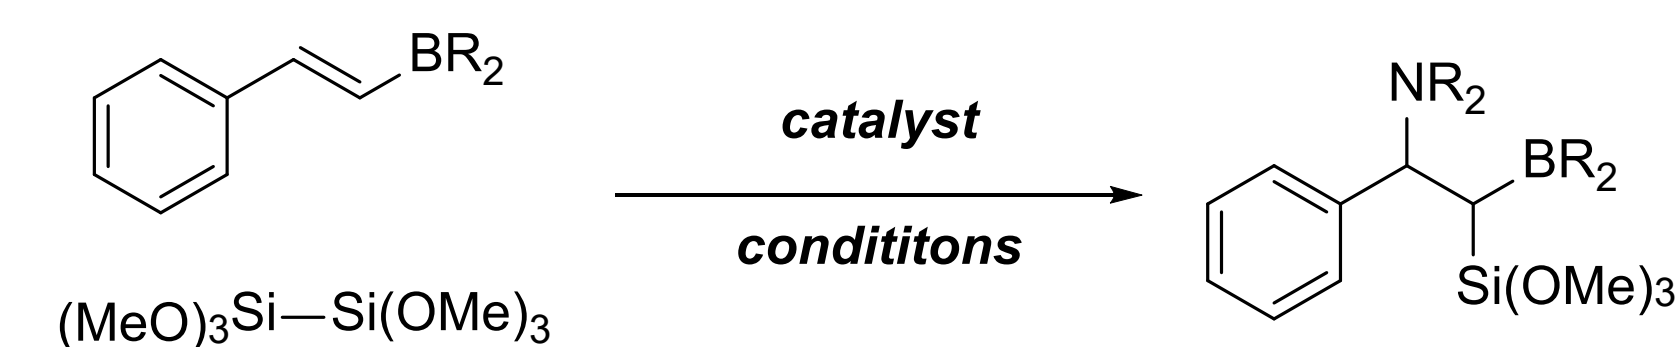 BR2
(MeO)3Si—Si(OMe)3
catalyst
condititons
NR2
BR2
Si(OMe)3